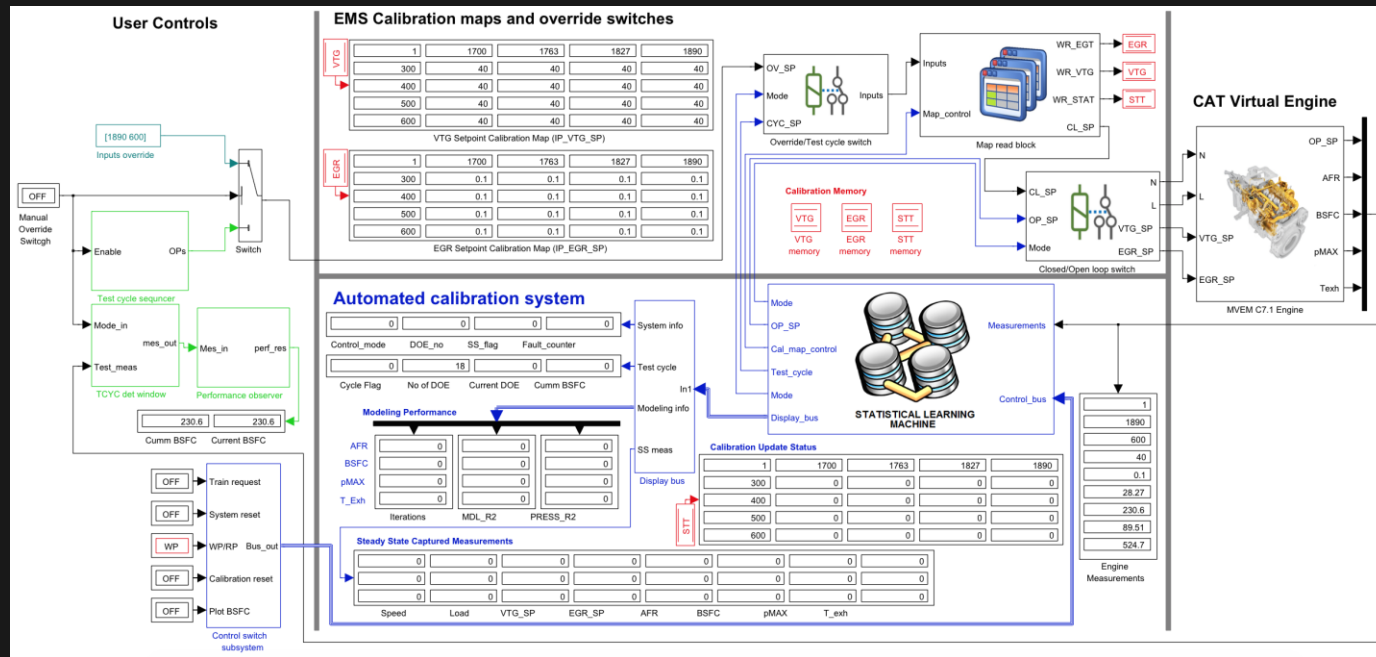 User Controls
EMS Calibration maps and override switches
CAT Virtual Engine
[1890 600]
Inputs override
OFF
Manual
Override
Switcgh
Switch
Enable
OPs
Test cycle sequncer
Mode_in
mes_out
Test_meas
TCYC det window
Mes_in
perf_res
Performance observer
230.6 230.6
Cumm BSFC Current BSFC
OFF Train request
OFF System reset
WP WP/RP Bus_out
OFF Calibration reset
OFF Plot BSFC
Control switch
subsystem
VTG
1 1700 1763 1827 1890
300 40 40 40 40
400 40 40 40 40
500 40 40 40 40
600 40 40 40 40
VTG Setpoint Calibration Map (IP_VTG_SP)
EGR
1 1700 1763 1827 1890
300 0.1 0.1 0.1 0.1
400 0.1 0.1 0.1 0.1
500 0.1 0.1 0.1 0.1
600 0.1 0.1 0.1 0.1
EGR Setpoint Calibration Map (IP_EGR_SP)
OV_SP
Mode
CYC_SP
Inputs
Override/Test cycle switch
Inputs
Map_control
WR_EGT
WR_VTG
WR_STAT
CL_SP
Map read block
EGR
VTG
STT
Calibration Memory
VTG EGR STT
VTG EGR STT
memory memory memory
CL_SP
OP_SP
Mode
N
L
VTG_SP
EGR_SP
Closed/Open loop switch
N
L
VTG_SP
EGR_SP
OP_SP
AFR
BSFC
pMAX
Texh
MVEM C7.1 Engine
Automated calibration system
0 0 0 0
Control_mode DOE_no SS_flag Fault_counter
0 18 0 0
Cycle Flag No of DOE Current DOE Cumm BSFC
System info
Test cycle
In1
Modeling info
SS meas
Display bus
Modeling Performance
AFR 0 0 0
BSFC 0 0 0
pMAX 0 0 0
T_Exh 0 0 0
Iterations MDL_R2 PRESS_R2
Mode
OP_SP
Cal_map_control
Test_cycle
Mode
Display_bus
Measurements
Control_bus
STATISTICAL LEARNING
MACHINE
Calibration Update Status
1 1700 1763 1827 1890
300 0 0 0 0
400 0 0 0 0
500 0 0 0 0
600 0 0 0 0
STT
Steady State Captured Measurements
0 0 0 0 0 0 0 0
0 0 0 0 0 0 0 0
0 0 0 0 0 0 0 0
Speed Load VTG_SP EGR_SP AFR BSFC pMAX T_exh
1
1890
600
40
0.1
28.27
230.6
89.51
524.7
Engine
Measurements